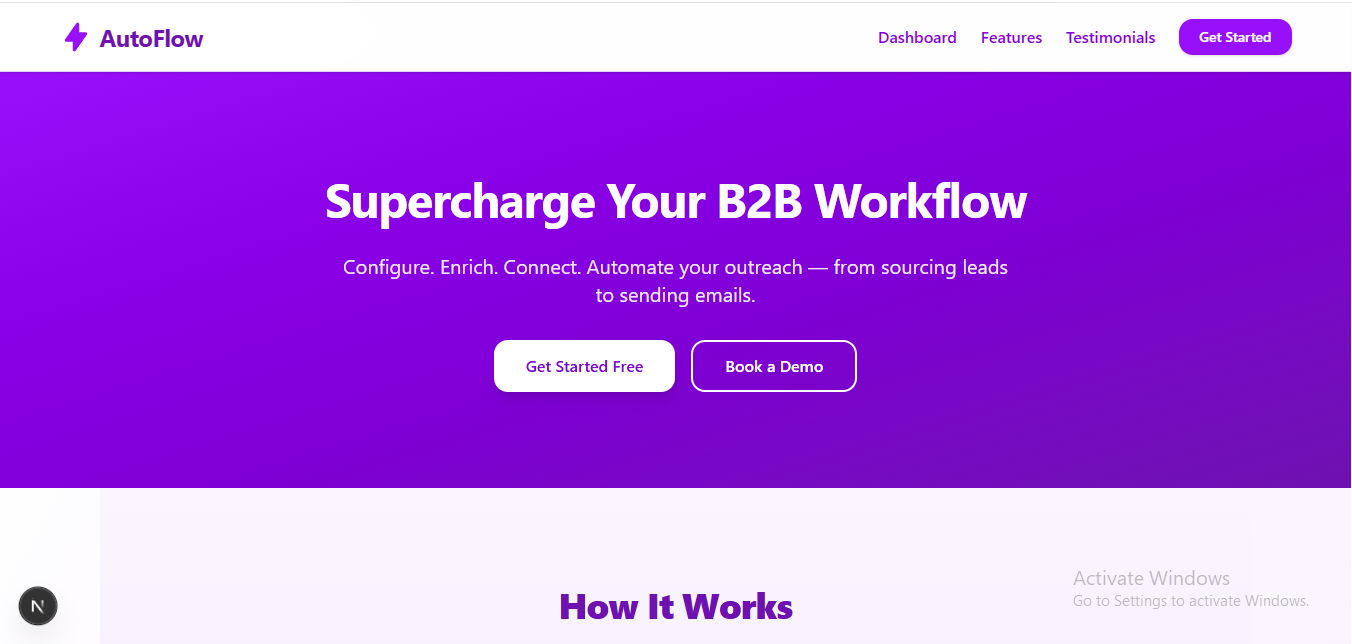 AutoFlow
Dashboard
Features
Testimonials
Get Started
Supercharge Your B2B Workflow
Configure. Enrich. Connect. Automate your outreach — from sourcing leads
to sending emails.
Get Started Free
Book a Demo
How It Works
Activate Windows
Go to Settings to activate Windows.
N